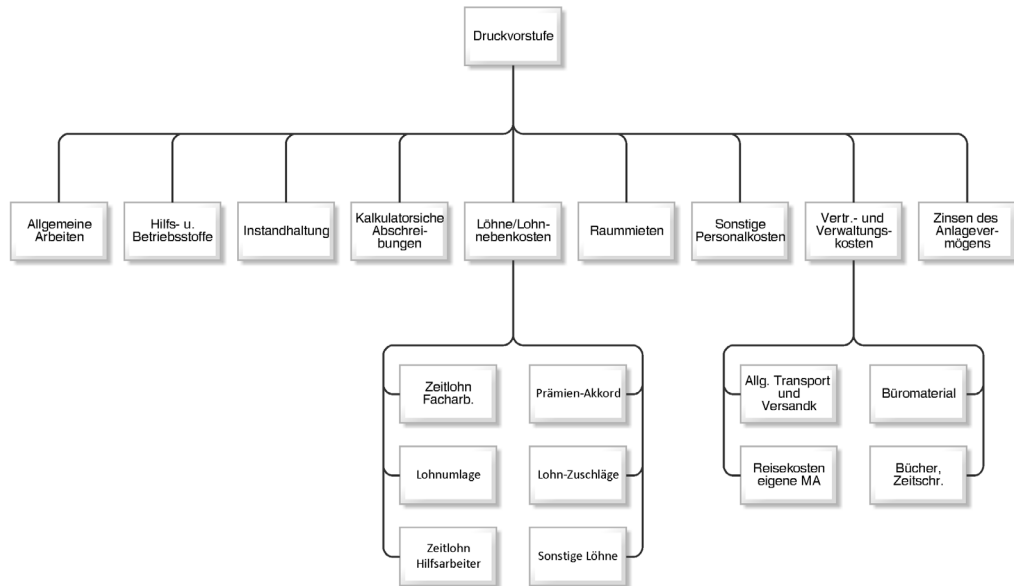 Druckvorstufe
Allgemeine
Arbeiten
Hilfs- u.
Betriebsstoffe
Instandhaltung
Kalkulatorsiche
Abschrei-
bungen
Löhne/Lohn-
nebenkosten
Raummieten
Sonstige
Personalkosten
Vertr.- und
Verwaltungs-
kosten
Zinsen des
Anlagever-
mögens
Zeitlohn
Facharb.
Prämien-Akkord
Allg. Transport
und
Versandk
Büromaterial
Lohnumlage
Lohn-Zuschläge
Reisekosten
eigene MA
Bücher,
Zeitschr.
Zeitlohn
Hilfsarbeiter
Sonstige Löhne